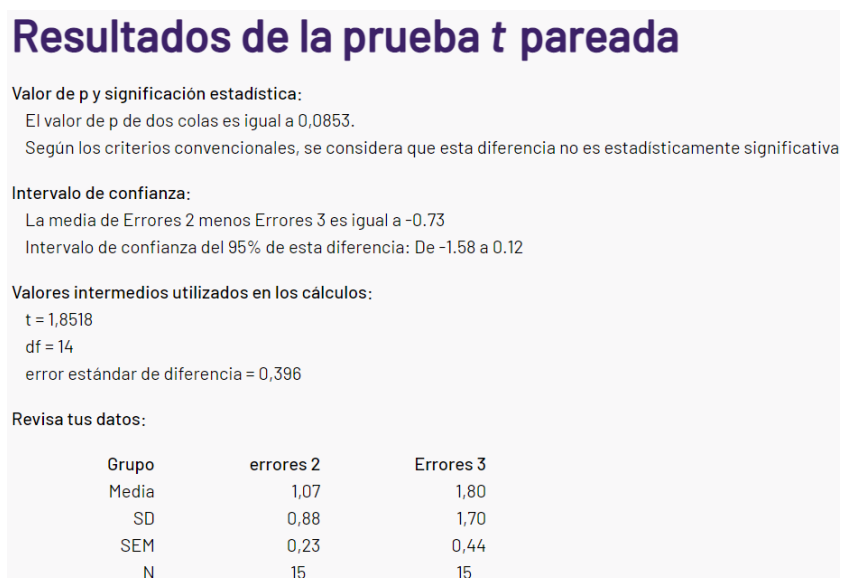 Resultados de la prueba t pareada
Valor de p y significación estadística:
El valor de p de dos colas es igual a 0,0853.
Según los criterios convencionales, se considera que esta diferencia no es estadísticamente significativa
Intervalo de confianza:
La media de Errores 2 menos Errores 3 es igual a -0.73
Intervalo de confianza del 95% de esta diferencia: De -1.58 a 0.12
Valores intermedios utilizados en los cálculos:
t = 1,8518
df = 14
error estándar de diferencia = 0,396
Revisa tus datos:
Grupo errores 2 Errores 3
Media 1,07 1,80
SD 0,88 1,70
SEM 0,23 0,44
N 15 15